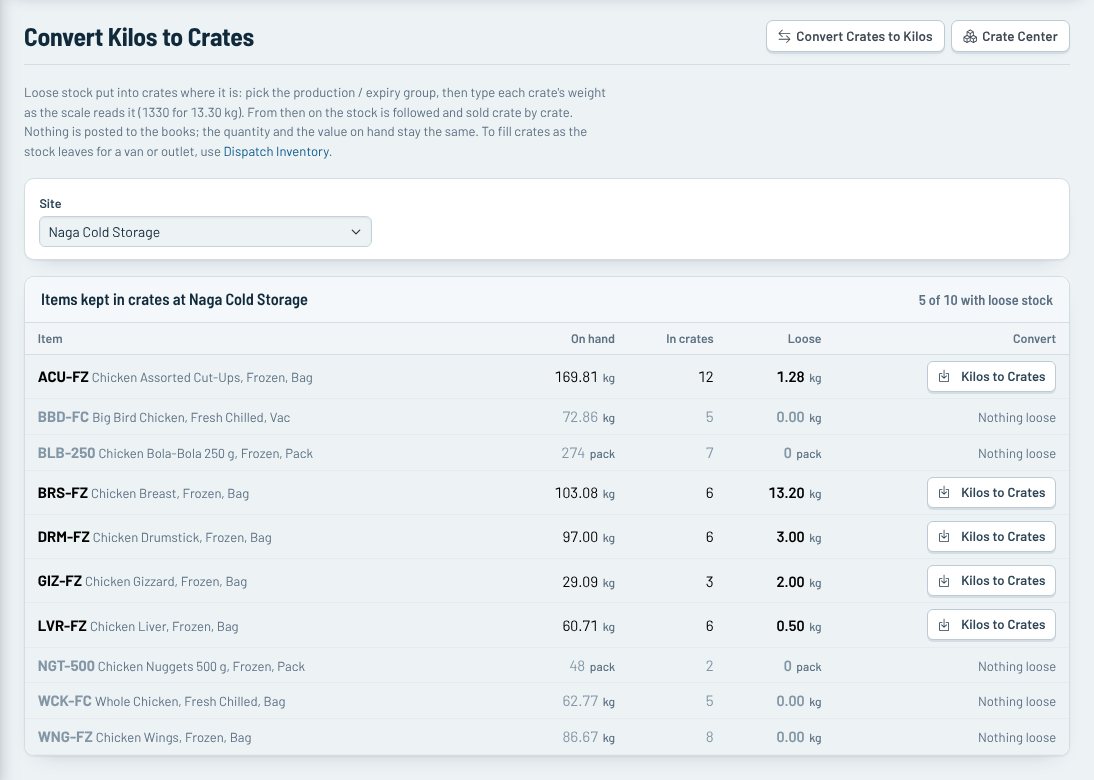 Convert Kilos to Crates
Convert Crates to Kilos
Crate Center
Loose stock put into crates where it is: pick the production / expiry group, then type each crate's weight
as the scale reads it (1330 for 13.30 kg). From then on the stock is followed and sold crate by crate.
Nothing is posted to the books; the quantity and the value on hand stay the same. To fill crates as the
stock leaves for a van or outlet, use Dispatch Inventory.
Site
Naga Cold Storage
Items kept in crates at Naga Cold Storage 5 of 10 with loose stock
Item On hand In crates Loose Convert
ACU-FZ Chicken Assorted Cut-Ups, Frozen, Bag 169.81 kg 12 1.28 kg Kilos to Crates
BBD-FC Big Bird Chicken, Fresh Chilled, Vac 72.86 kg 5 0.00 kg Nothing loose
BLB-250 Chicken Bola-Bola 250 g, Frozen, Pack 274 pack 7 0 pack Nothing loose
BRS-FZ Chicken Breast, Frozen, Bag 103.08 kg 6 13.20 kg Kilos to Crates
DRM-FZ Chicken Drumstick, Frozen, Bag 97.00 kg 6 3.00 kg Kilos to Crates
GIZ-FZ Chicken Gizzard, Frozen, Bag 29.09 kg 3 2.00 kg Kilos to Crates
LVR-FZ Chicken Liver, Frozen, Bag 60.71 kg 6 0.50 kg Kilos to Crates
NGT-500 Chicken Nuggets 500 g, Frozen, Pack 48 pack 2 0 pack Nothing loose
WCK-FC Whole Chicken, Fresh Chilled, Bag 62.77 kg 5 0.00 kg Nothing loose
WNG-FZ Chicken Wings, Frozen, Bag 86.67 kg 8 0.00 kg Nothing loose